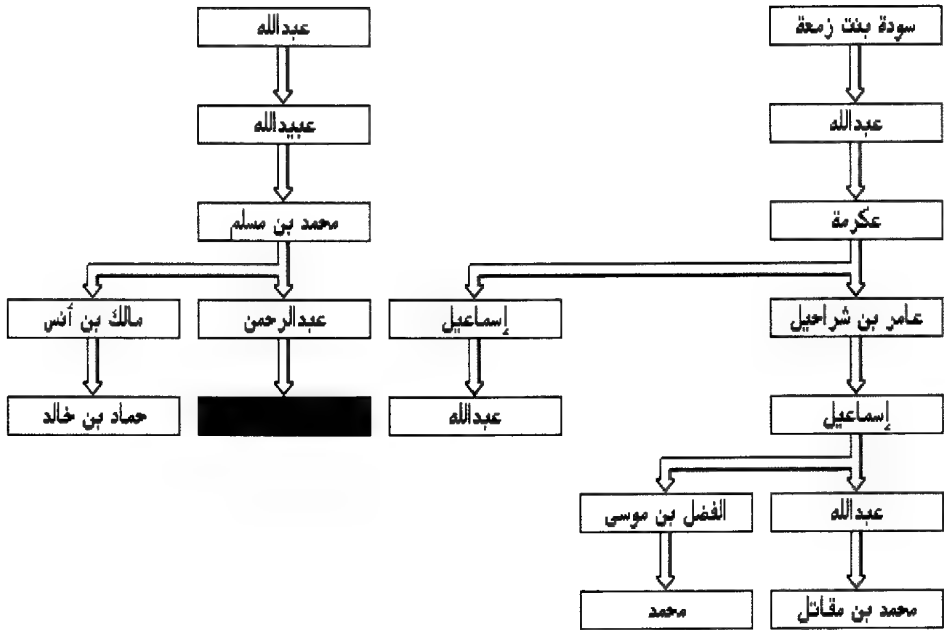 سودة بنت زمعة
عبدالله
عبدالله
عبيدالله
عكرمة
محمد بن مسلم
عامر بن شراحيل
إسماعيل
عبدالرحمن
مالك بن أنس
إسماعيل
عبدالله
حماد بن خالد
عبدالله
الفضل بن موسى
محمد بن مقاتل
محمد